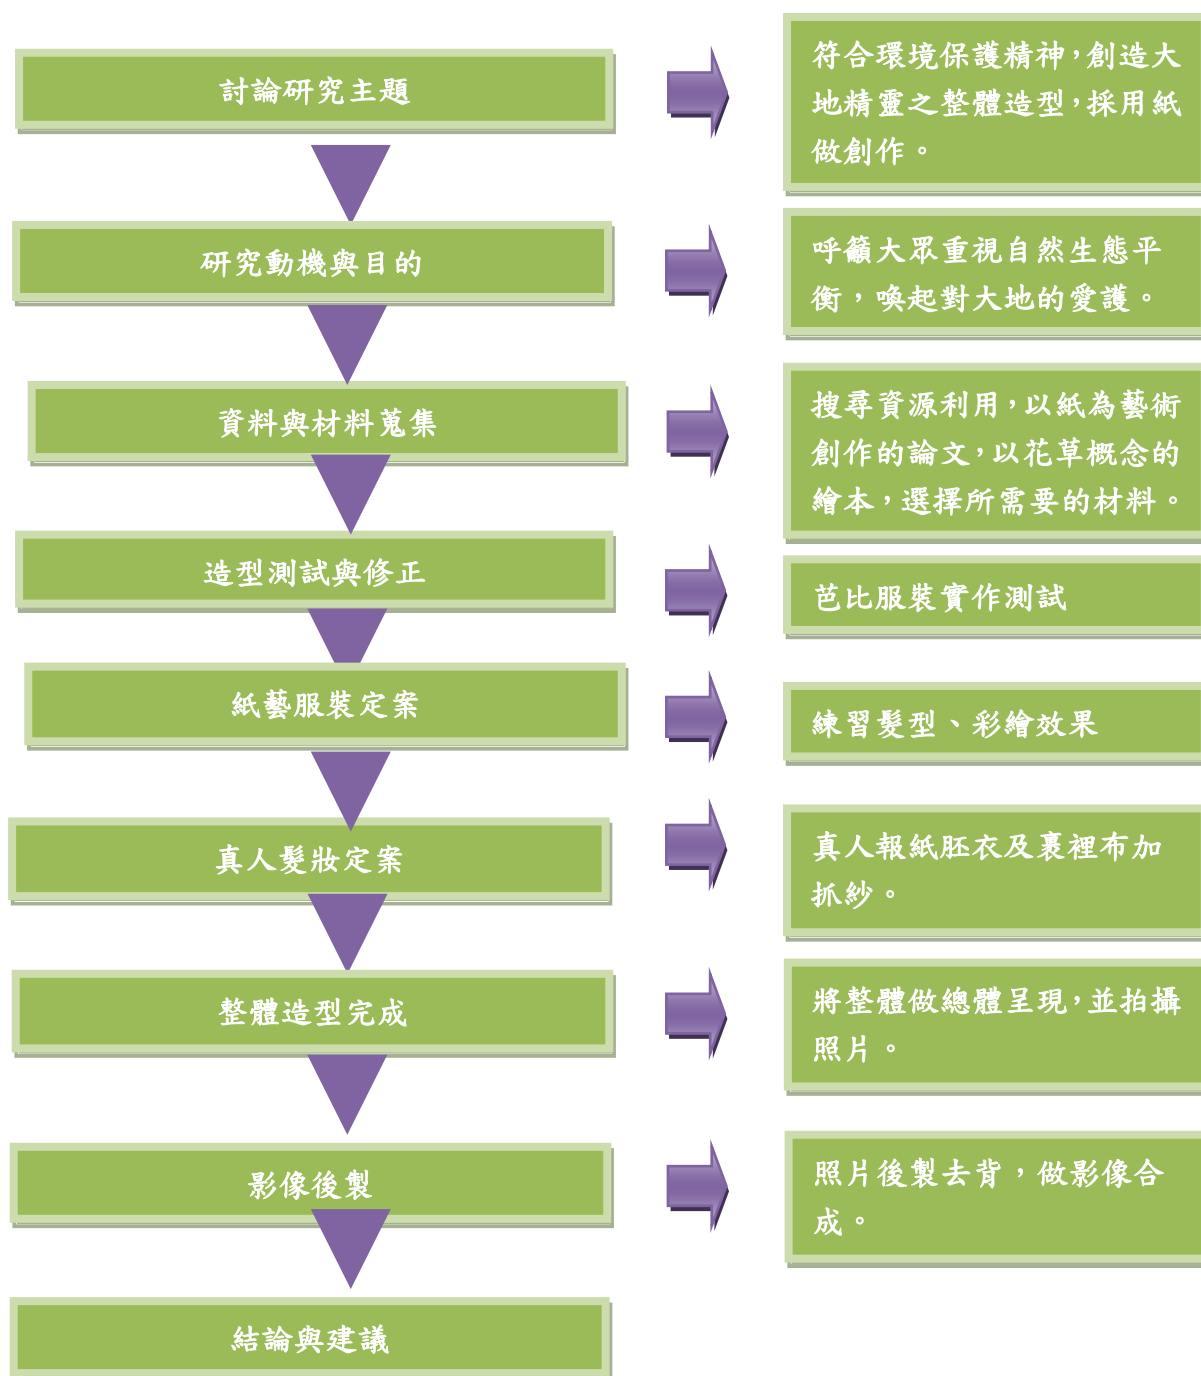 討論研究主題
符合環境保護精神，創造大
地精靈之整體造型，採用紙
做創作。
研究動機與目的
呼籲大眾重視自然生態平
衡，喚起對大地的愛護。
資料與材料蒐集
搜尋資源利用，以紙為藝術
創作的論文，以花草概念的
繪本，選擇所需要的材料。
造型測試與修正
芭比服裝實作測試
紙藝服裝定案
練習髮型、彩繪效果
真人髮妝定案
真人報紙胚衣及裹裡布加
抓紗。
整體造型完成
將整體做總體呈現，並拍攝
照片。
影像後製
照片後製去背，做影像合
成。
結論與建議